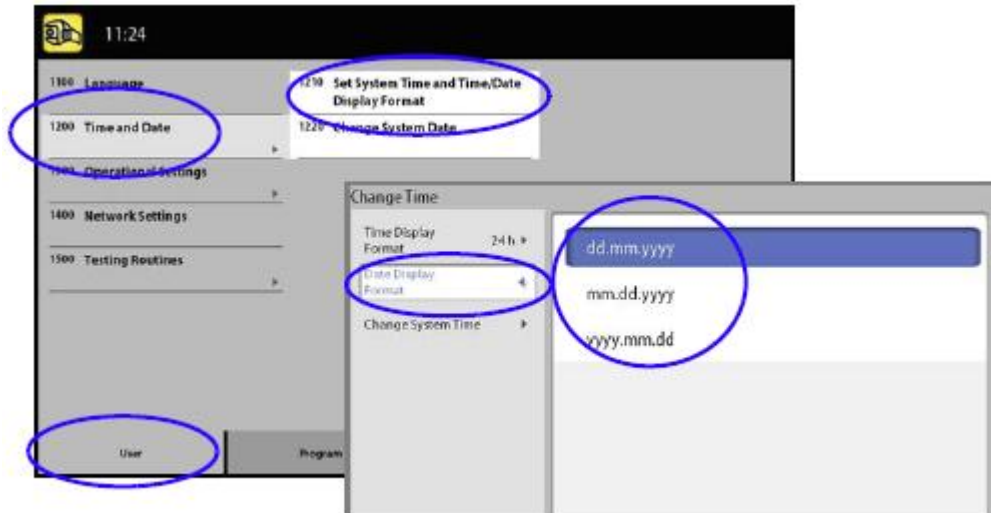 11:24
1100 Language
1210 Set System Time and Time/Date
Display Format
1200 Time and Date
1220 Change System Date
1300 Operational Settings
1400 Network Settings
1500 Testing Routines
User
Program
Change Time
Time Display
Format
24 h
Date Display
Format
Change System Time
dd.mm.yyyy
mm.dd.yyyy
yyyy.mm.dd